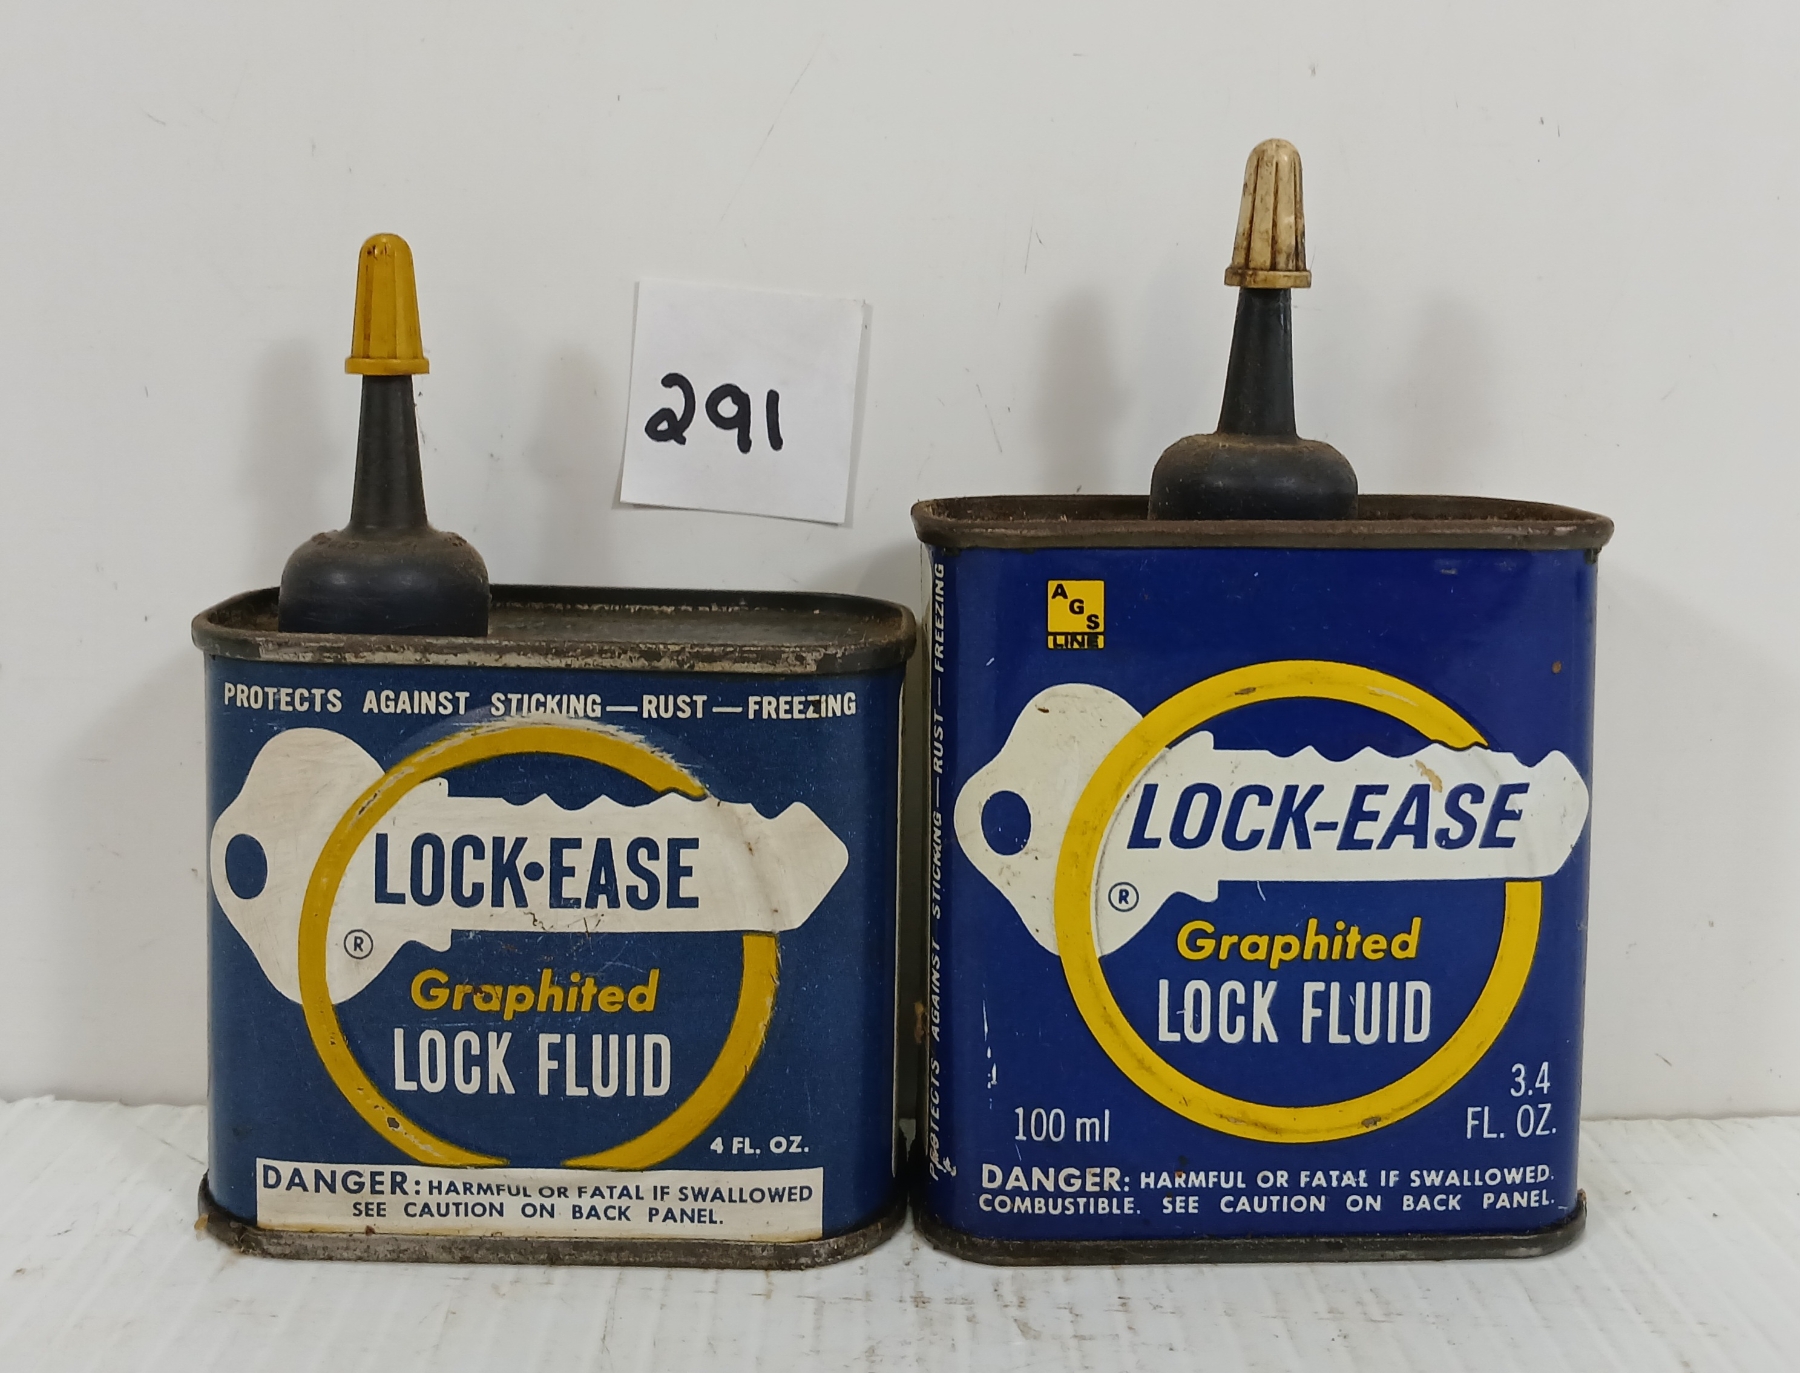 291
PROTECTS AGAINST STICKING—RUST—FREEZING
LOCK•EASE
®
Graphited
LOCK FLUID
4 FL. OZ.
DANGER: HARMFUL OR FATAL IF SWALLOWED
SEE CAUTION ON BACK PANEL.
PROTECTS AGAINST STICKING—RUST—FREEZING
AGS
LINE
LOCK-EASE
®
Graphited
LOCK FLUID
100 ml
3.4
FL. OZ.
DANGER: HARMFUL OR FATAL IF SWALLOWED.
COMBUSTIBLE. SEE CAUTION ON BACK PANEL.